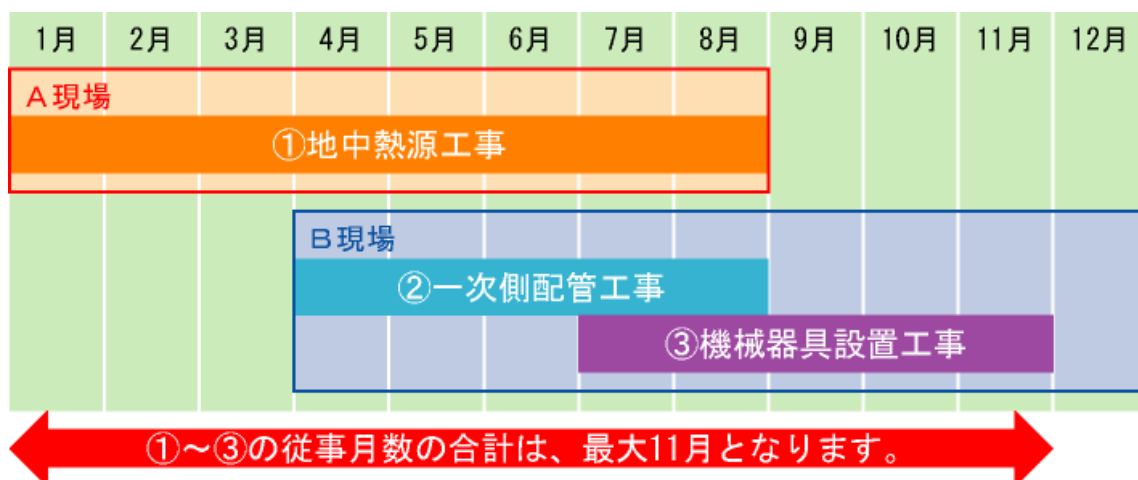 1月 2月 3月 4月 5月 6月 7月 8月 9月 10月 11月 12月
A現場
①地中熱源工事
B現場
②一次側配管工事
③機械器具設置工事
①～③の従事月数の合計は、最大11月となります。